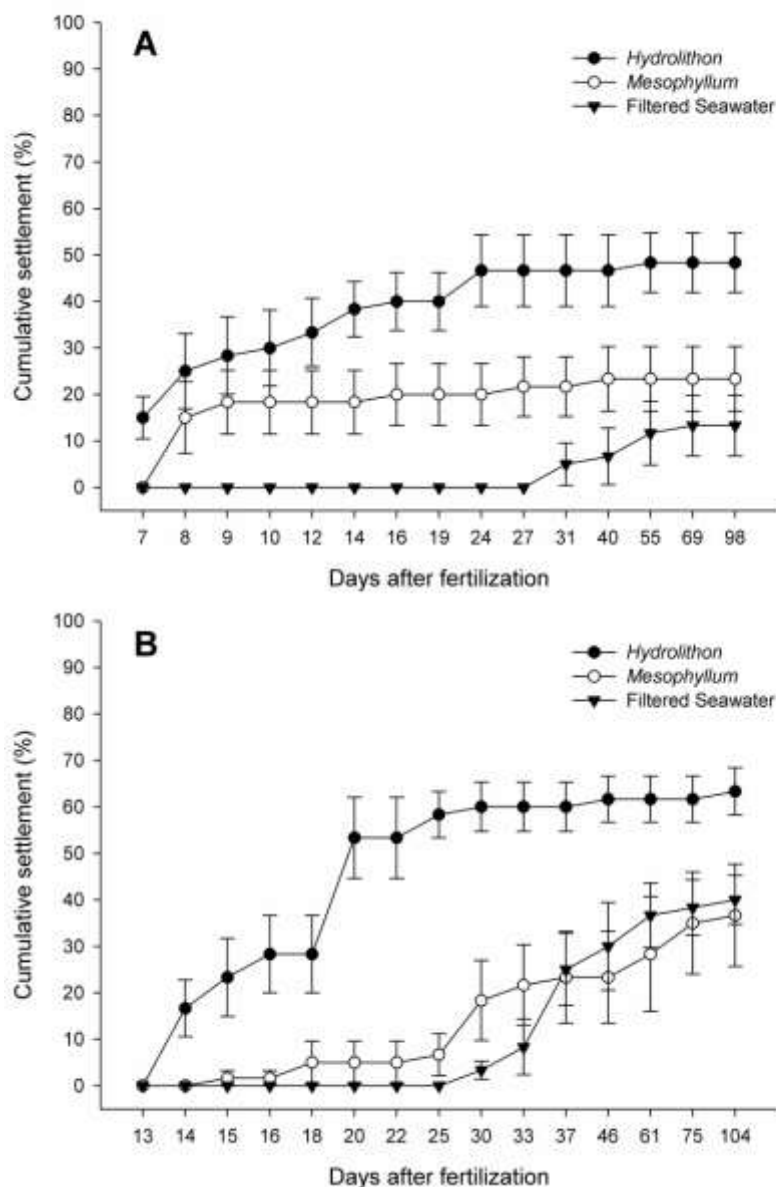 A
Hydrolithon
Mesophyllum
Filtered Seawater
Cumulative settlement (%)
100
90
80
70
60
50
40
30
20
10
0
7 8 9 10 12 14 16 19 24 27 31 40 55 69 98
Days after fertilization
B
Hydrolithon
Mesophyllum
Filtered Seawater
Cumulative settlement (%)
100
90
80
70
60
50
40
30
20
10
0
13 14 15 16 18 20 22 25 30 33 37 46 61 75 104
Days after fertilization